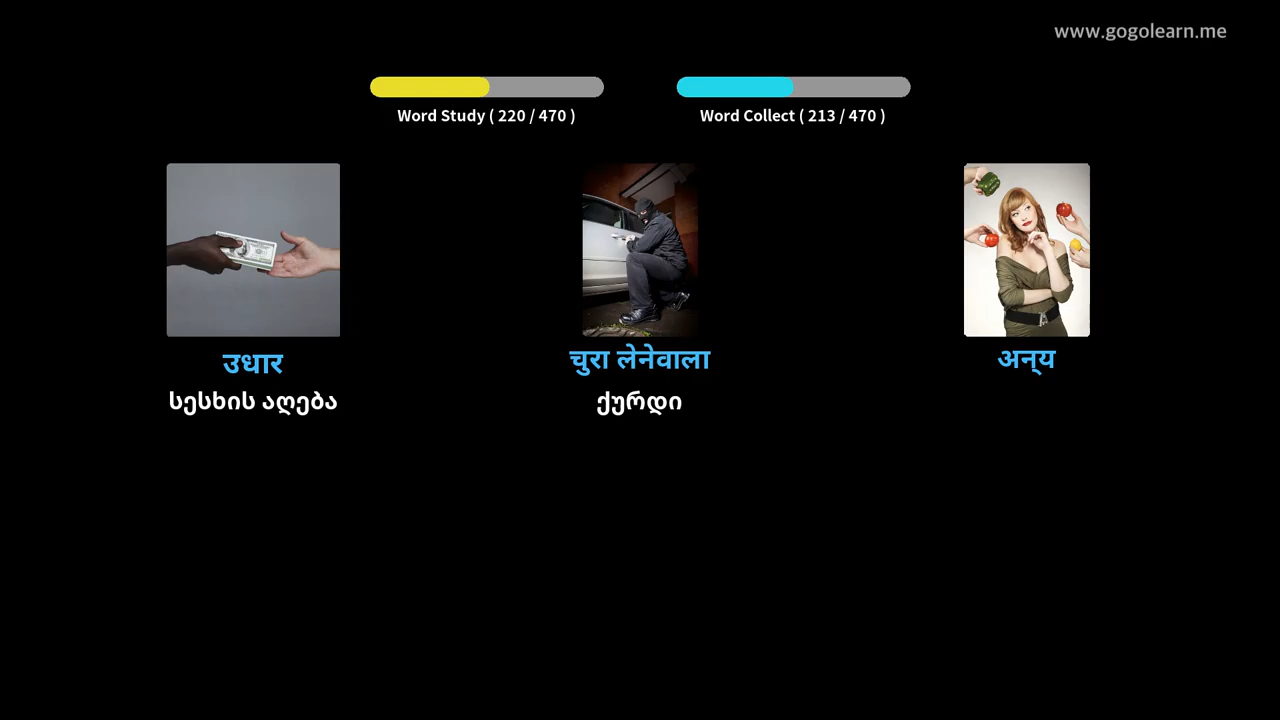 www.gogolearn.me
Word Study ( 220 / 470 )
Word Collect ( 213 / 470 )
उधार
चुरा लेनेवाला
अन्‌य
სესხის აღება
ქურდი